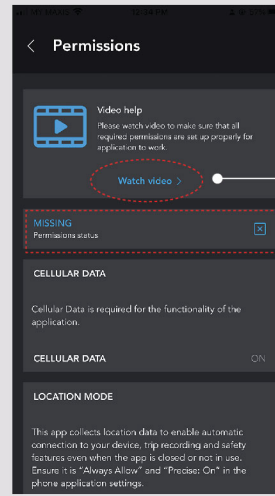 Permissions
Video help
Please watch video to make sure that all
required permissions are set up properly for
application to work.
Watch video >
MISSING
Permissions status
CELLULAR DATA
Cellular Data is required for the functionality of the
application.
CELLULAR DATA ON
LOCATION MODE
This app collects location data to enable automatic
connection to your device, trip recording and safety
features even when the app is closed or not in use.
Ensure it is "Always Allow" and "Precise: On" in the
phone application settings.